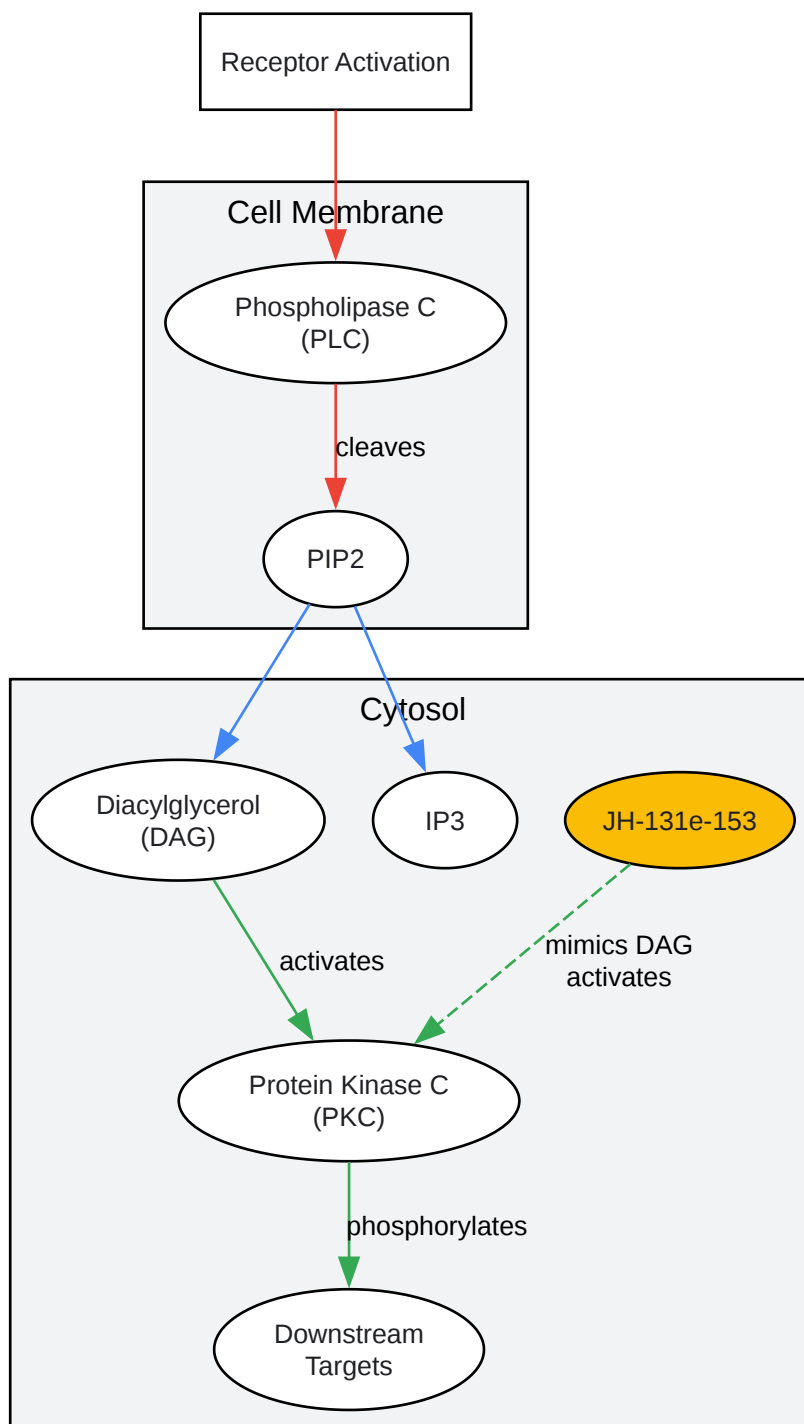 Receptor Activation
Cell Membrane
Phospholipase C
(PLC)
cleaves
PIP2
Cytosol
Diacylglycerol
(DAG)
IP3
JH-131e-153
activates
mimics DAG
activates
Protein Kinase C
(PKC)
phosphorylates
Downstream
Targets